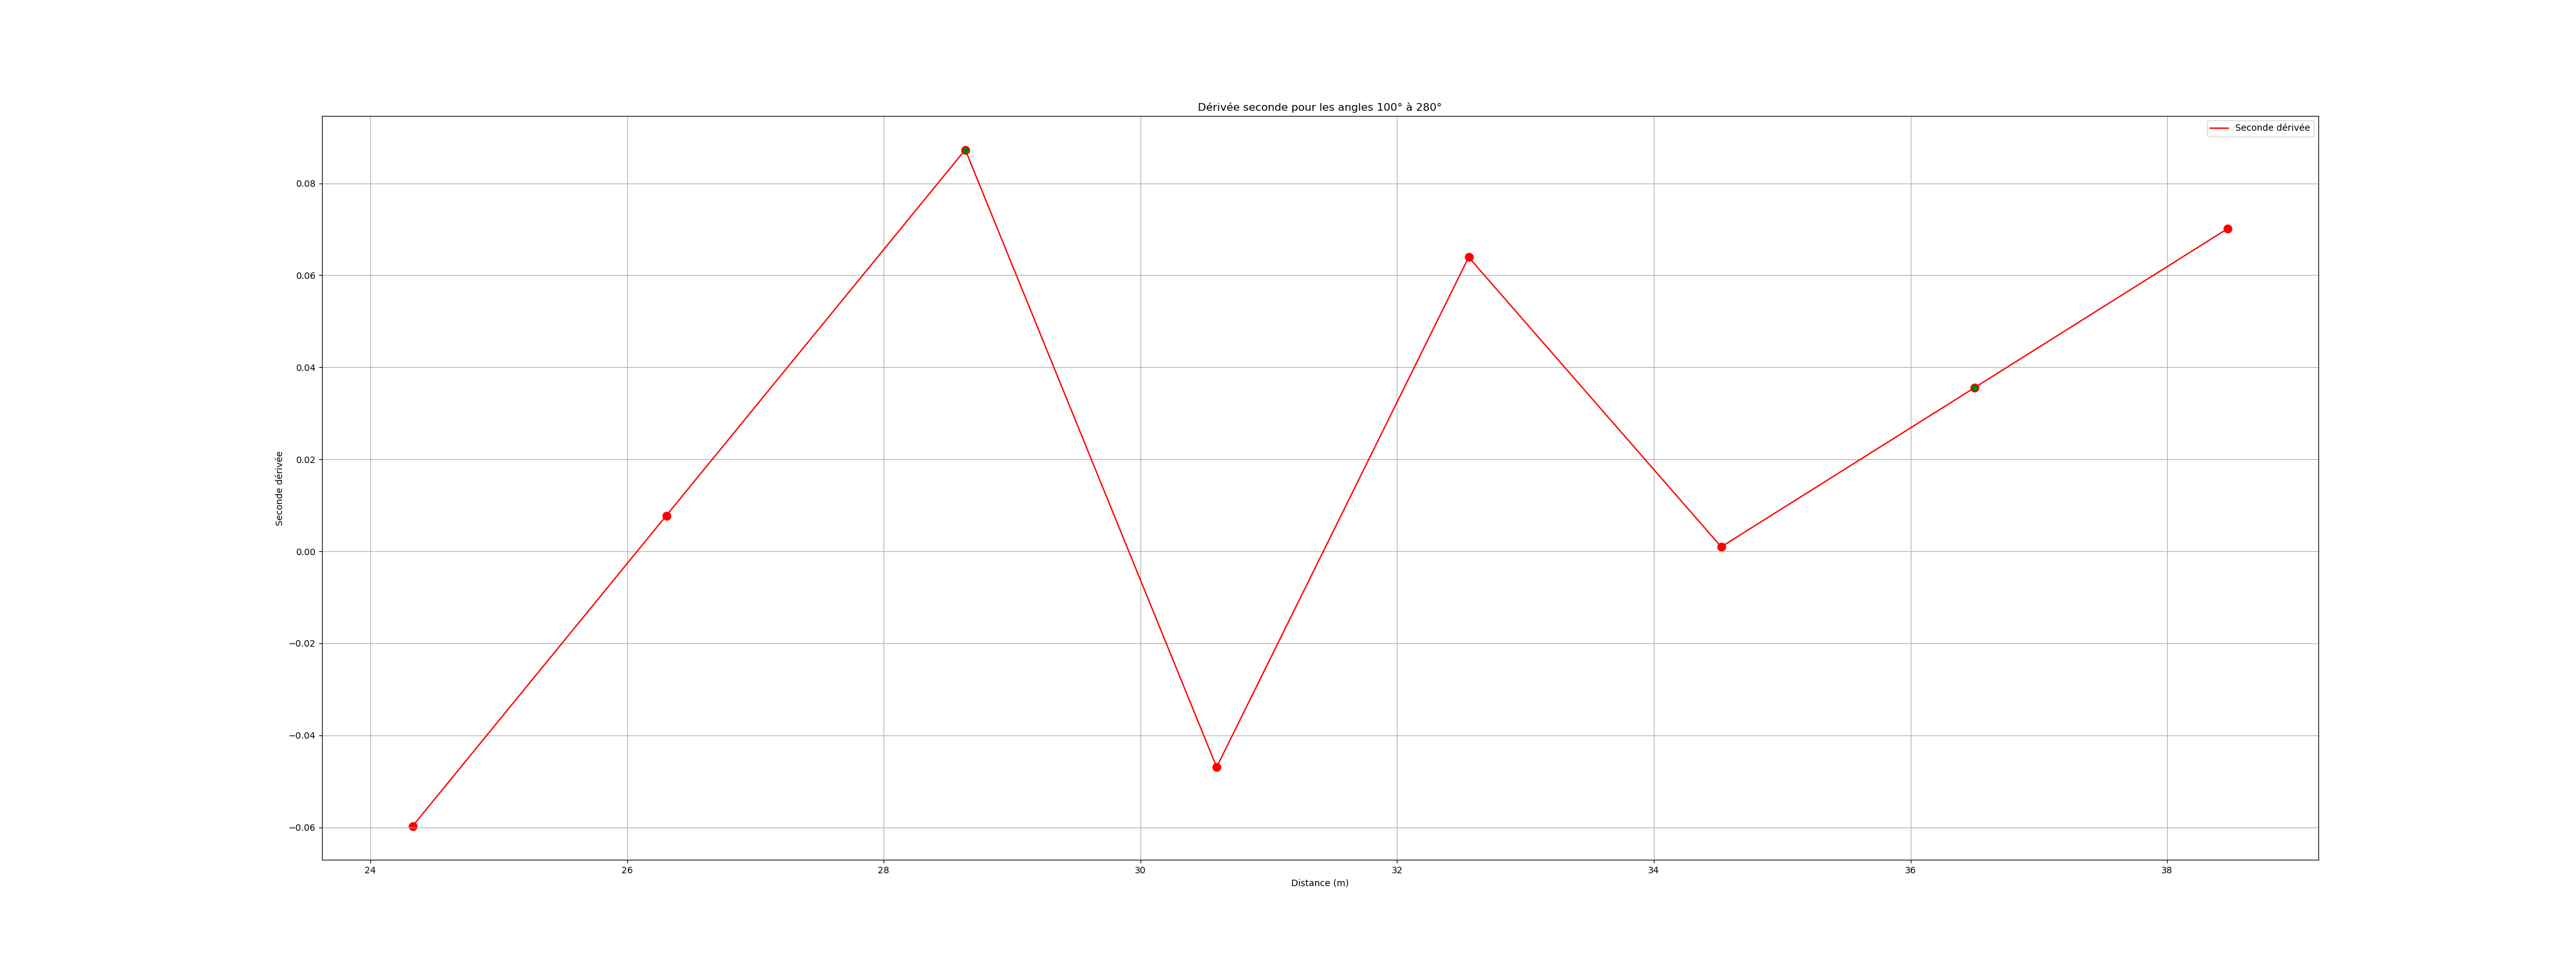 Dérivée seconde pour les angles 100° à 280°
Seconde dérivée
0.08
0.06
0.04
0.02
0.00
−0.02
−0.04
−0.06
Seconde dérivée
24 26 28 30 32 34 36 38
Distance (m)